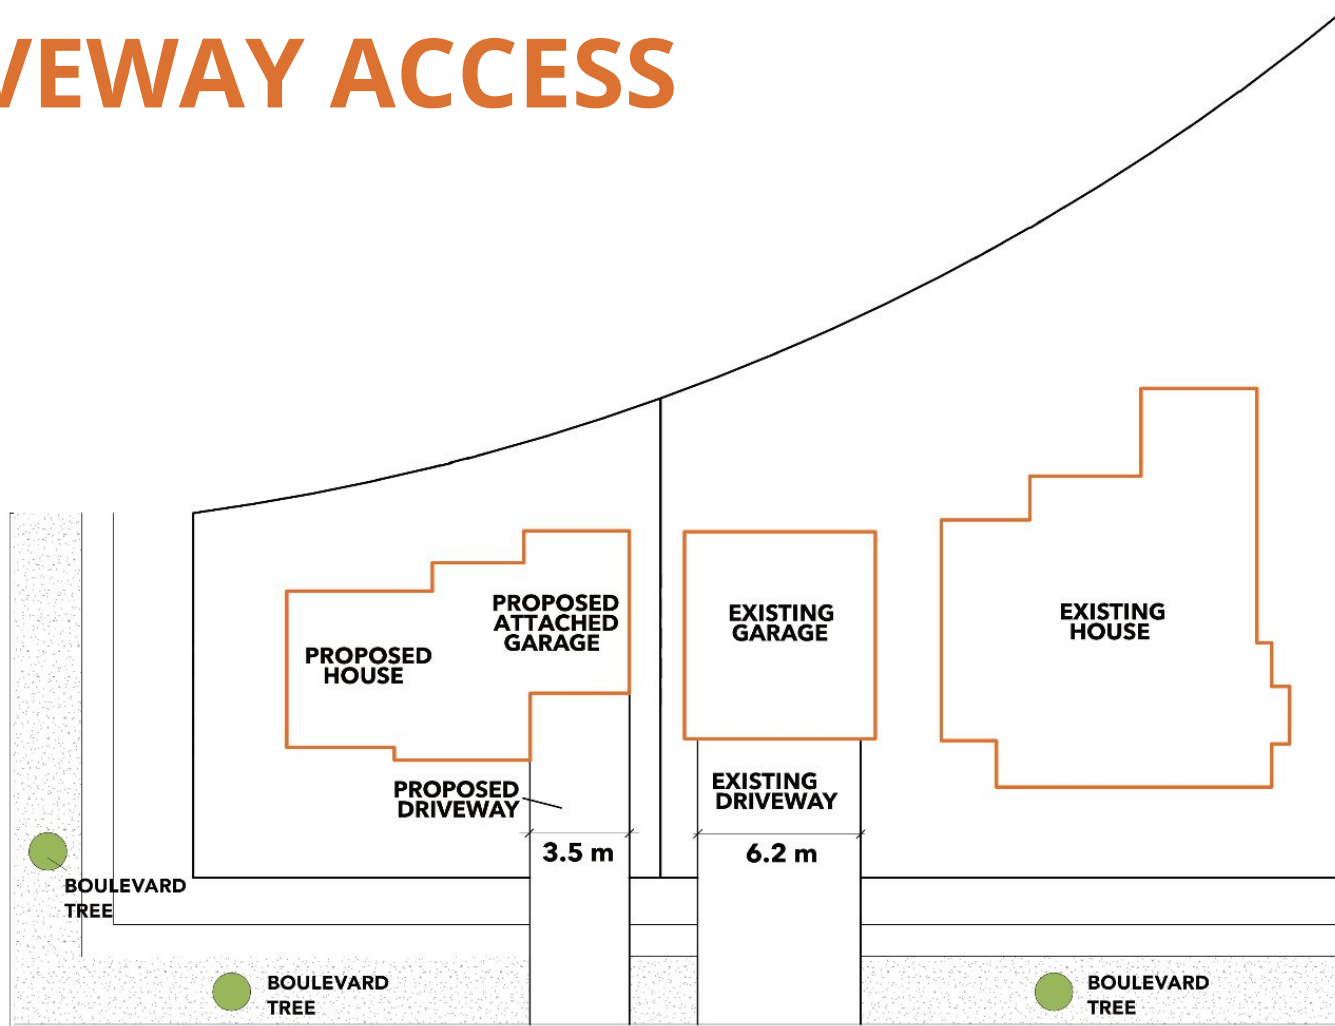 VEWAY ACCESS
PROPOSED
ATTACHED
GARAGE
PROPOSED
HOUSE
EXISTING
GARAGE
EXISTING
HOUSE
PROPOSED
DRIVEWAY
EXISTING
DRIVEWAY
3.5 m
6.2 m
BOULEVARD
TREE
BOULEVARD
TREE
BOULEVARD
TREE